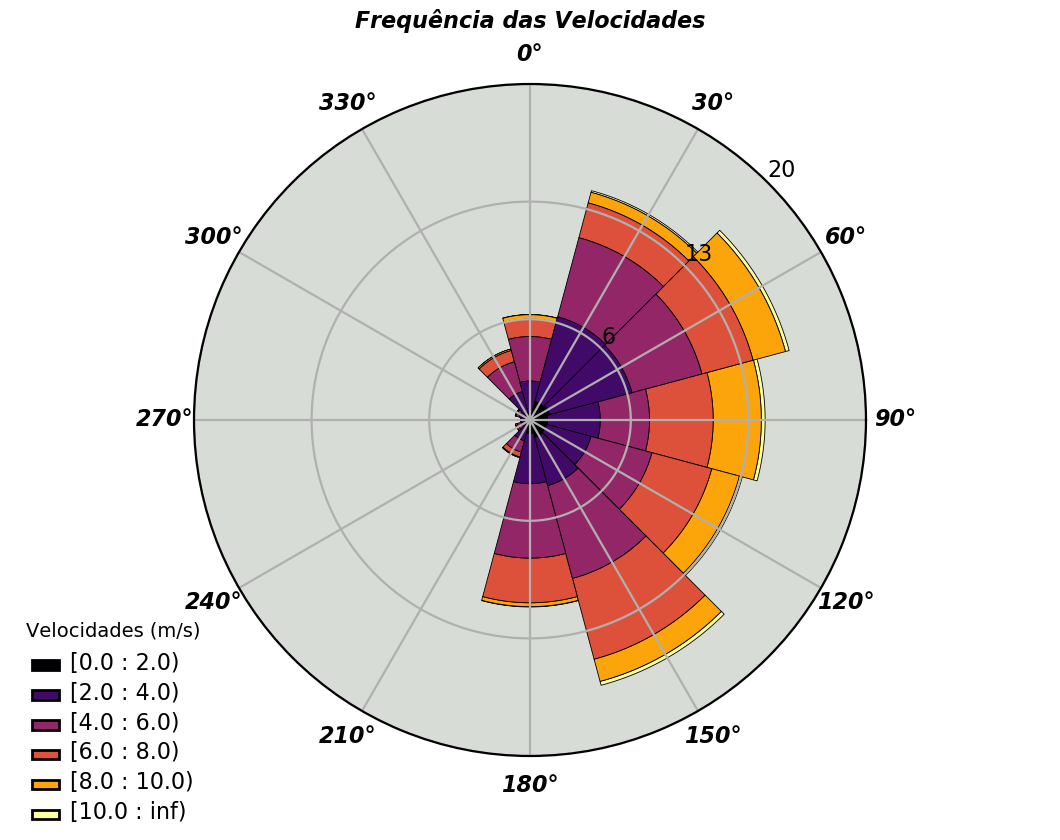 Frequência das Velocidades
0°
330°
30°
20
300°
60°
13
6
270°
90°
240°
120°
210°
150°
180°
Velocidades (m/s)
[0.0 : 2.0)
[2.0 : 4.0)
[4.0 : 6.0)
[6.0 : 8.0)
[8.0 : 10.0)
[10.0 : inf)